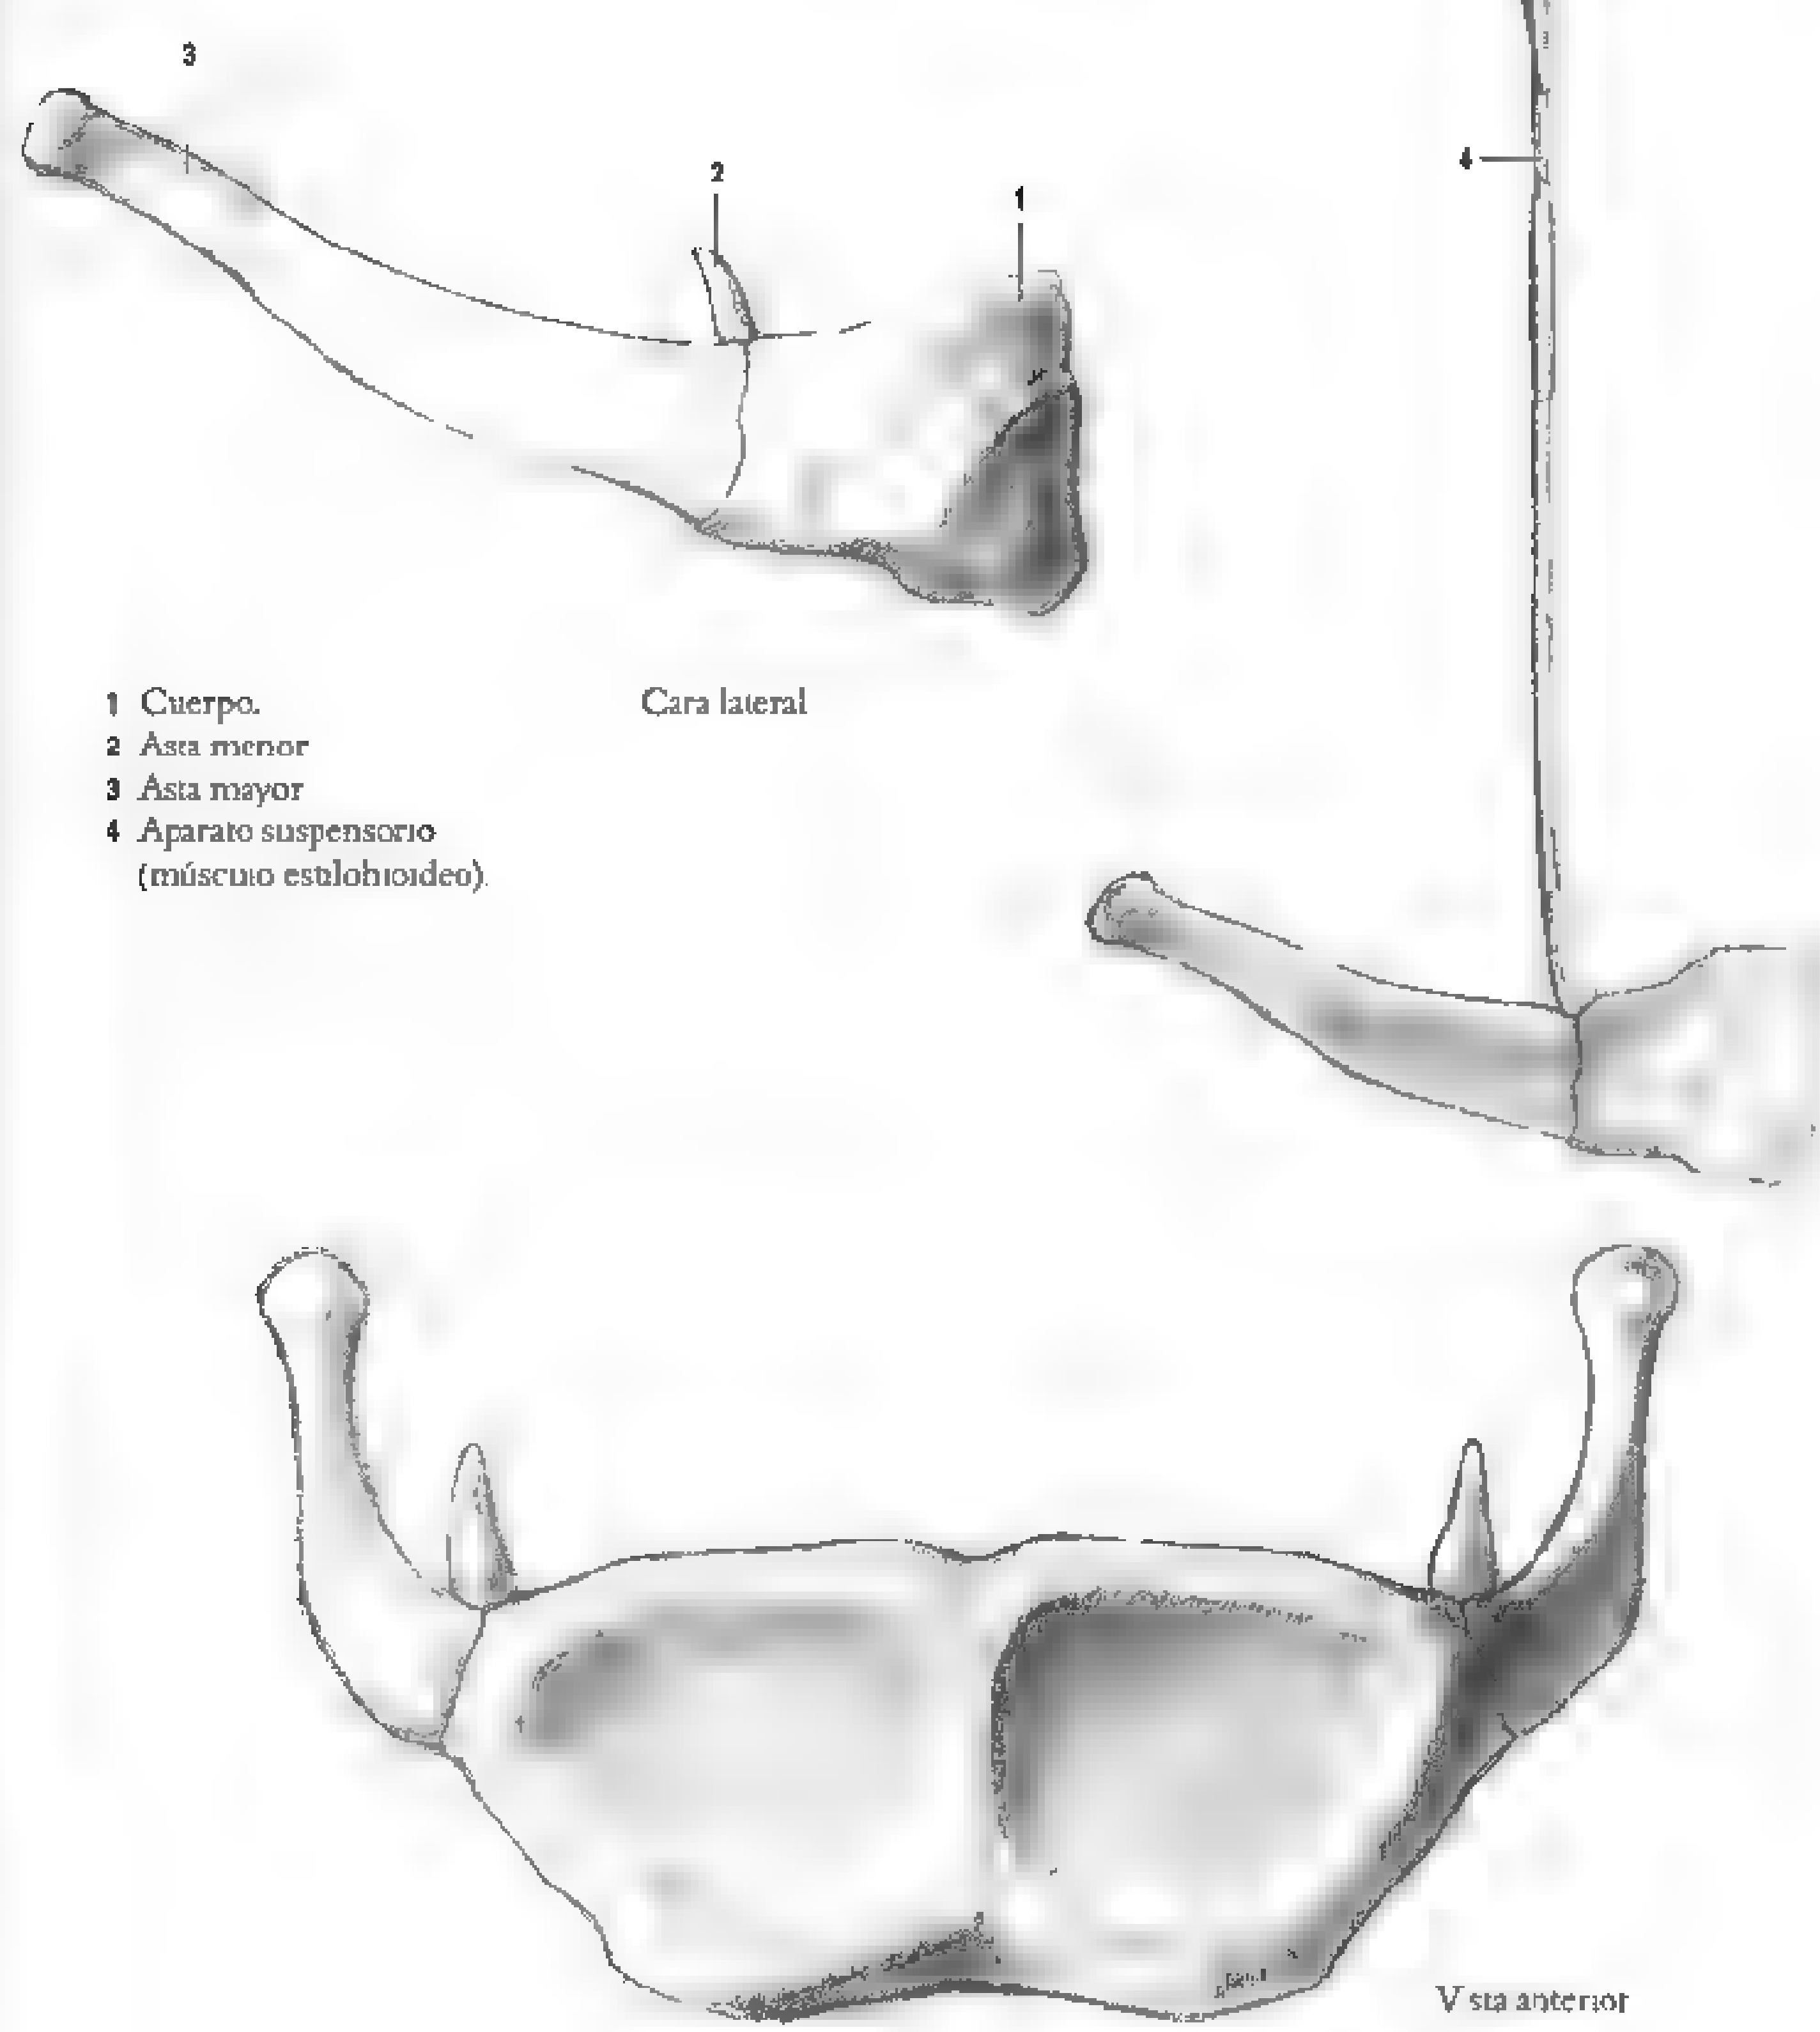 3
2
1
4
1 Cuerpo.
2 Asta menor
3 Asta mayor
4 Aparato suspensorio
(músculo estilohioideo).
Cara lateral
Vista anterior